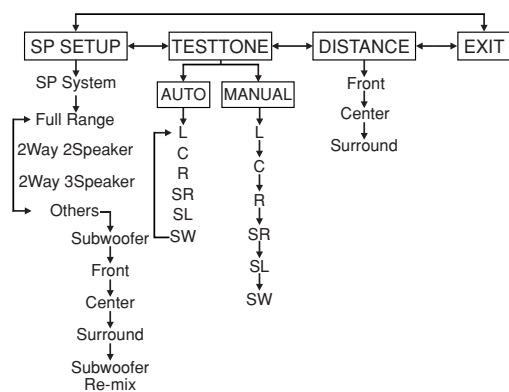 SP SETUP
TESTTONE
DISTANCE
EXIT
SP System
Full Range
2Way 2Speaker
2Way 3Speaker
Others
Subwoofer
Front
Center
Surround
Subwoofer
Re-mix
AUTO
L
C
R
SR
SL
SW
MANUAL
L
C
R
SR
SL
SW
Front
Center
Surround